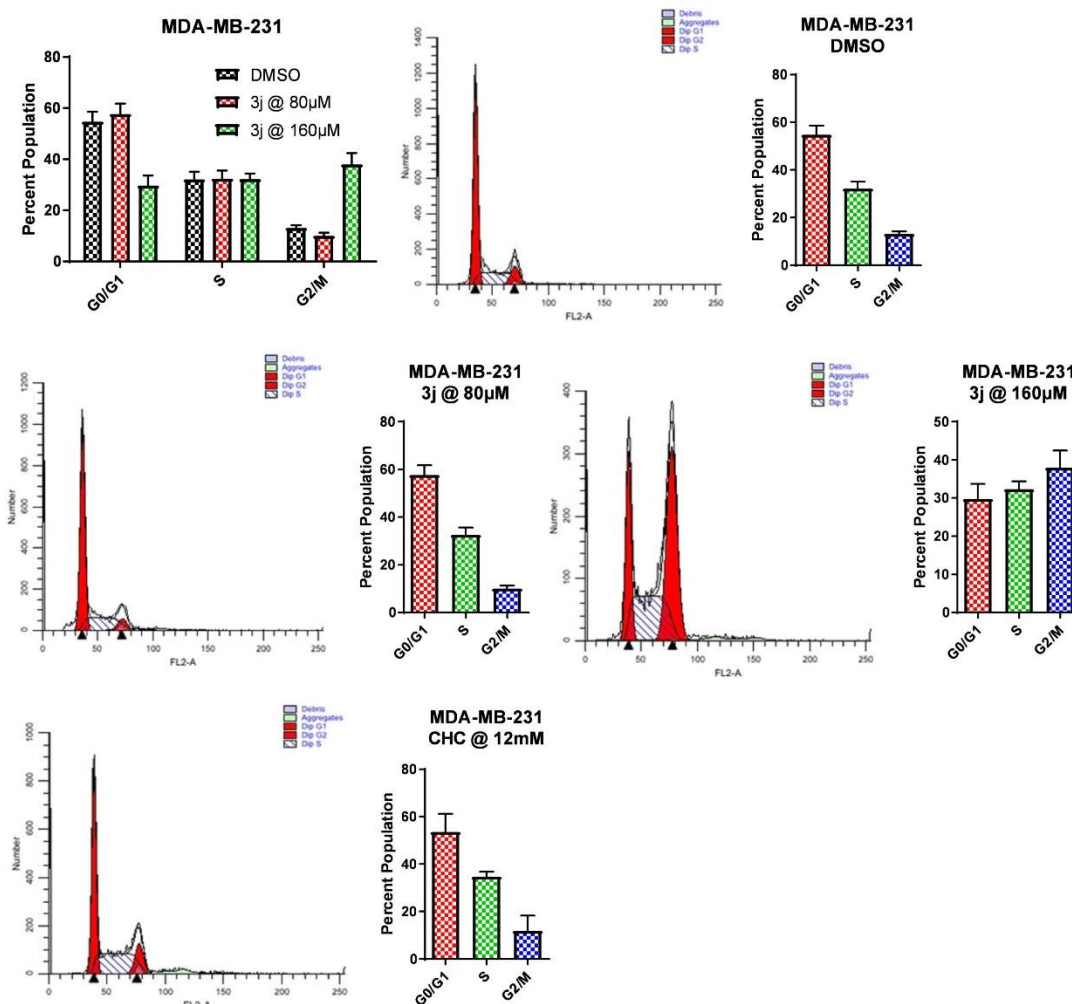 MDA-MB-231
Percent Population
80
60
40
20
0
DMSO
3j @ 80µM
3j @ 160µM
G0/G1
S
G2/M
Debris
Aggregates
Dip G1
Dip G2
Dip S
Number
1400
1200
1000
800
600
400
200
0
0
50
100
150
200
250
FL2-A
MDA-MB-231
DMSO
Percent Population
80
60
40
20
0
G0/G1
S
G2/M
Debris
Aggregates
Dip G1
Dip G2
Dip S
Number
1200
1000
800
600
400
200
0
0
50
100
150
200
250
FL2-A
MDA-MB-231
3j @ 80µM
Percent Population
80
60
40
20
0
G0/G1
S
G2/M
Debris
Aggregates
Dip G1
Dip G2
Dip S
Number
400
300
200
100
0
0
50
100
150
200
250
FL2-A
MDA-MB-231
3j @ 160µM
Percent Population
50
40
30
20
10
0
G0/G1
S
G2/M
Debris
Aggregates
Dip G1
Dip G2
Dip S
Number
1000
800
600
400
200
0
0
50
100
150
200
250
FL2-A
MDA-MB-231
CHC @ 12mM
Percent Population
80
60
40
20
0
G0/G1
S
G2/M